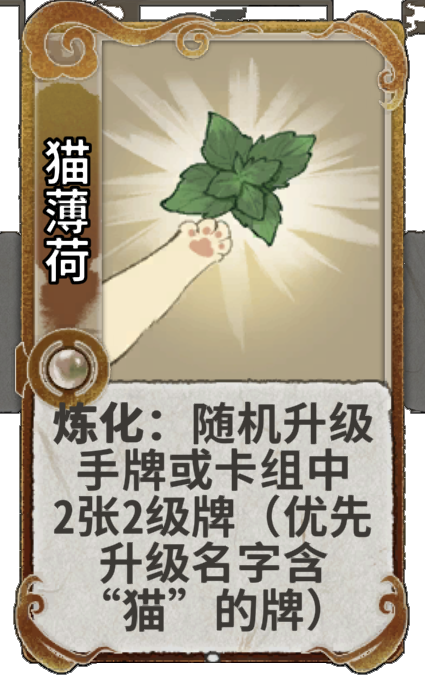 猫薄荷
炼化：随机升级
手牌或卡组中
2张2级牌（优先
升级名字含
“猫”的牌）